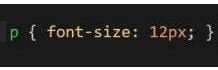 p { font-size: 12px; }